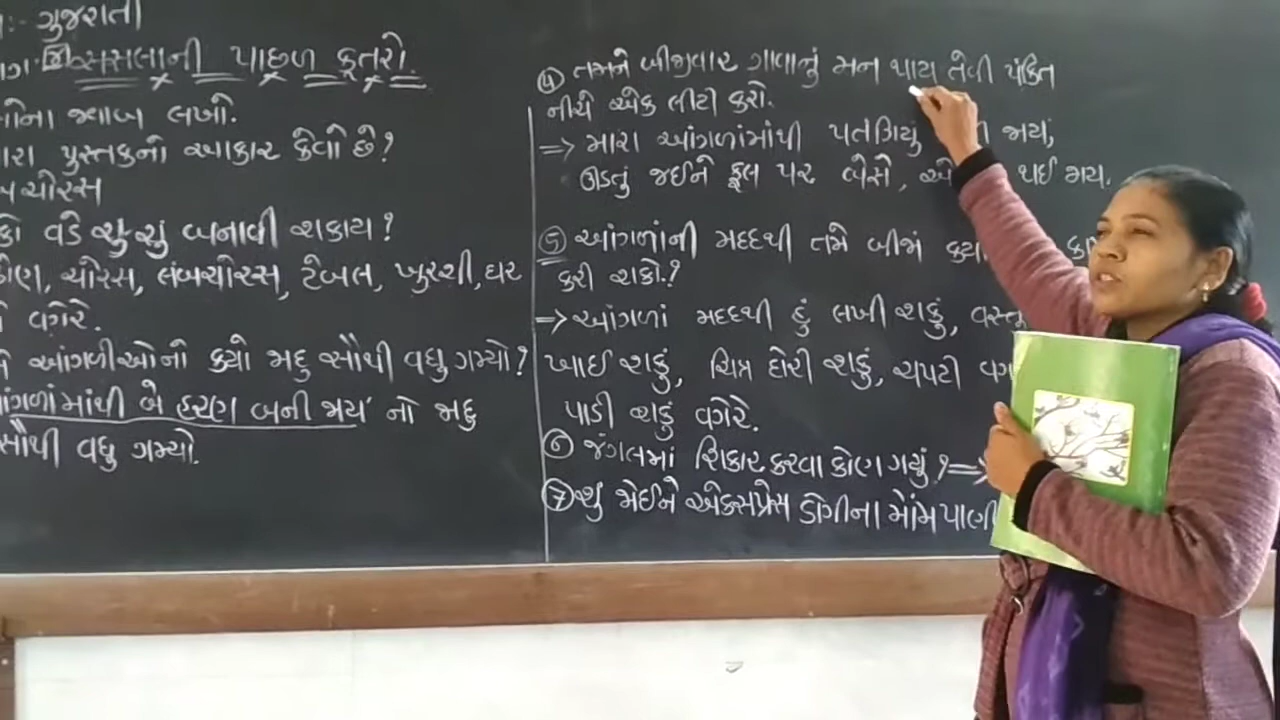 ગુજરાતી
સસલાની પાછળ કૂતરો.
જવાબ લખો.
પુસ્તકનો આકાર કેવો છે?
ચોરસ
વડે શુ શું બનાવી શકાય?
ચોરસ, લંબચોરસ, ટેબલ, ખુરશી, ઘર
વગેરે.
આંગળીઓનો કયો જાદુ સૌથી વધુ ગમ્યો?
બે હરણ બની જાય' નો જાદુ
સૌથી વધુ ગમ્યો.
④ તમને બીજીવાર ગાવાનું મન થાય તેવી પંકિત
નીચે એક લીટી કરો.
⇒ મારા આંગળાંમાંથી પતંગિયુ જાય,
ઊડતું જઈને ફૂલ પર બેસે, થઈ જાય.
⑤ આંગળાંની મદદથી તમે બીજાં કયા
કરી શકો.?
⇒ આંગળાં મદદથી હું લખી શકું, વસ્તુ
ખાઈ શકું, ચિત્ર દોરી શકું, ચપટી
પાડી શકું વગેરે.
⑥ જંગલમાં શિકાર કરવા કોણ ગયું? ⇒
⑦ શુ જોઈને એકસપ્રેસ ડોગીના મોંમ પાણી